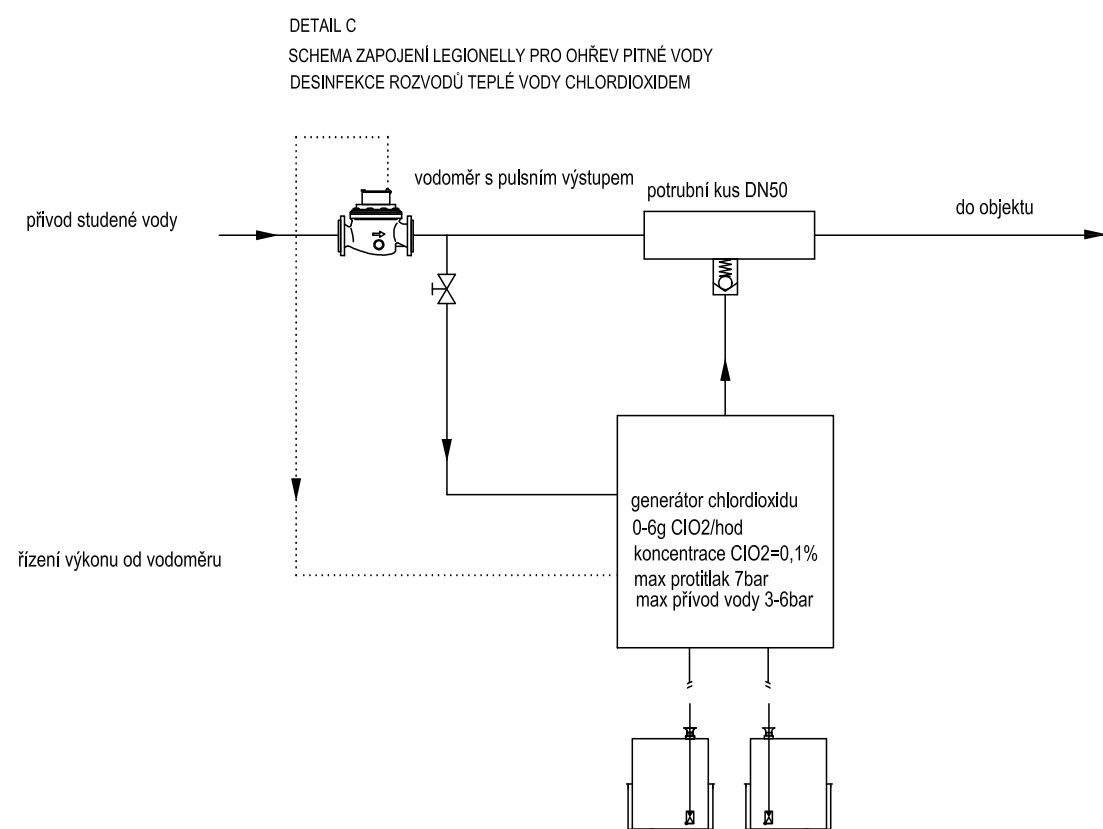 DETAIL C
SCHEMA ZAPOJENÍ LEGIONELLY PRO OHŘEV PITNÉ VODY
DESINFEKCE ROZVODŮ TEPLÉ VODY CHLORDIOXIDEM
vodoměr s pulsním výstupem
potrubní kus DN50
přivod studené vody
do objektu
generátor chlordioxidu
0-6g ClO2/hod
koncentrace ClO2=0,1%
max protitlak 7bar
max přívod vody 3-6bar
řízení výkonu od vodoměru